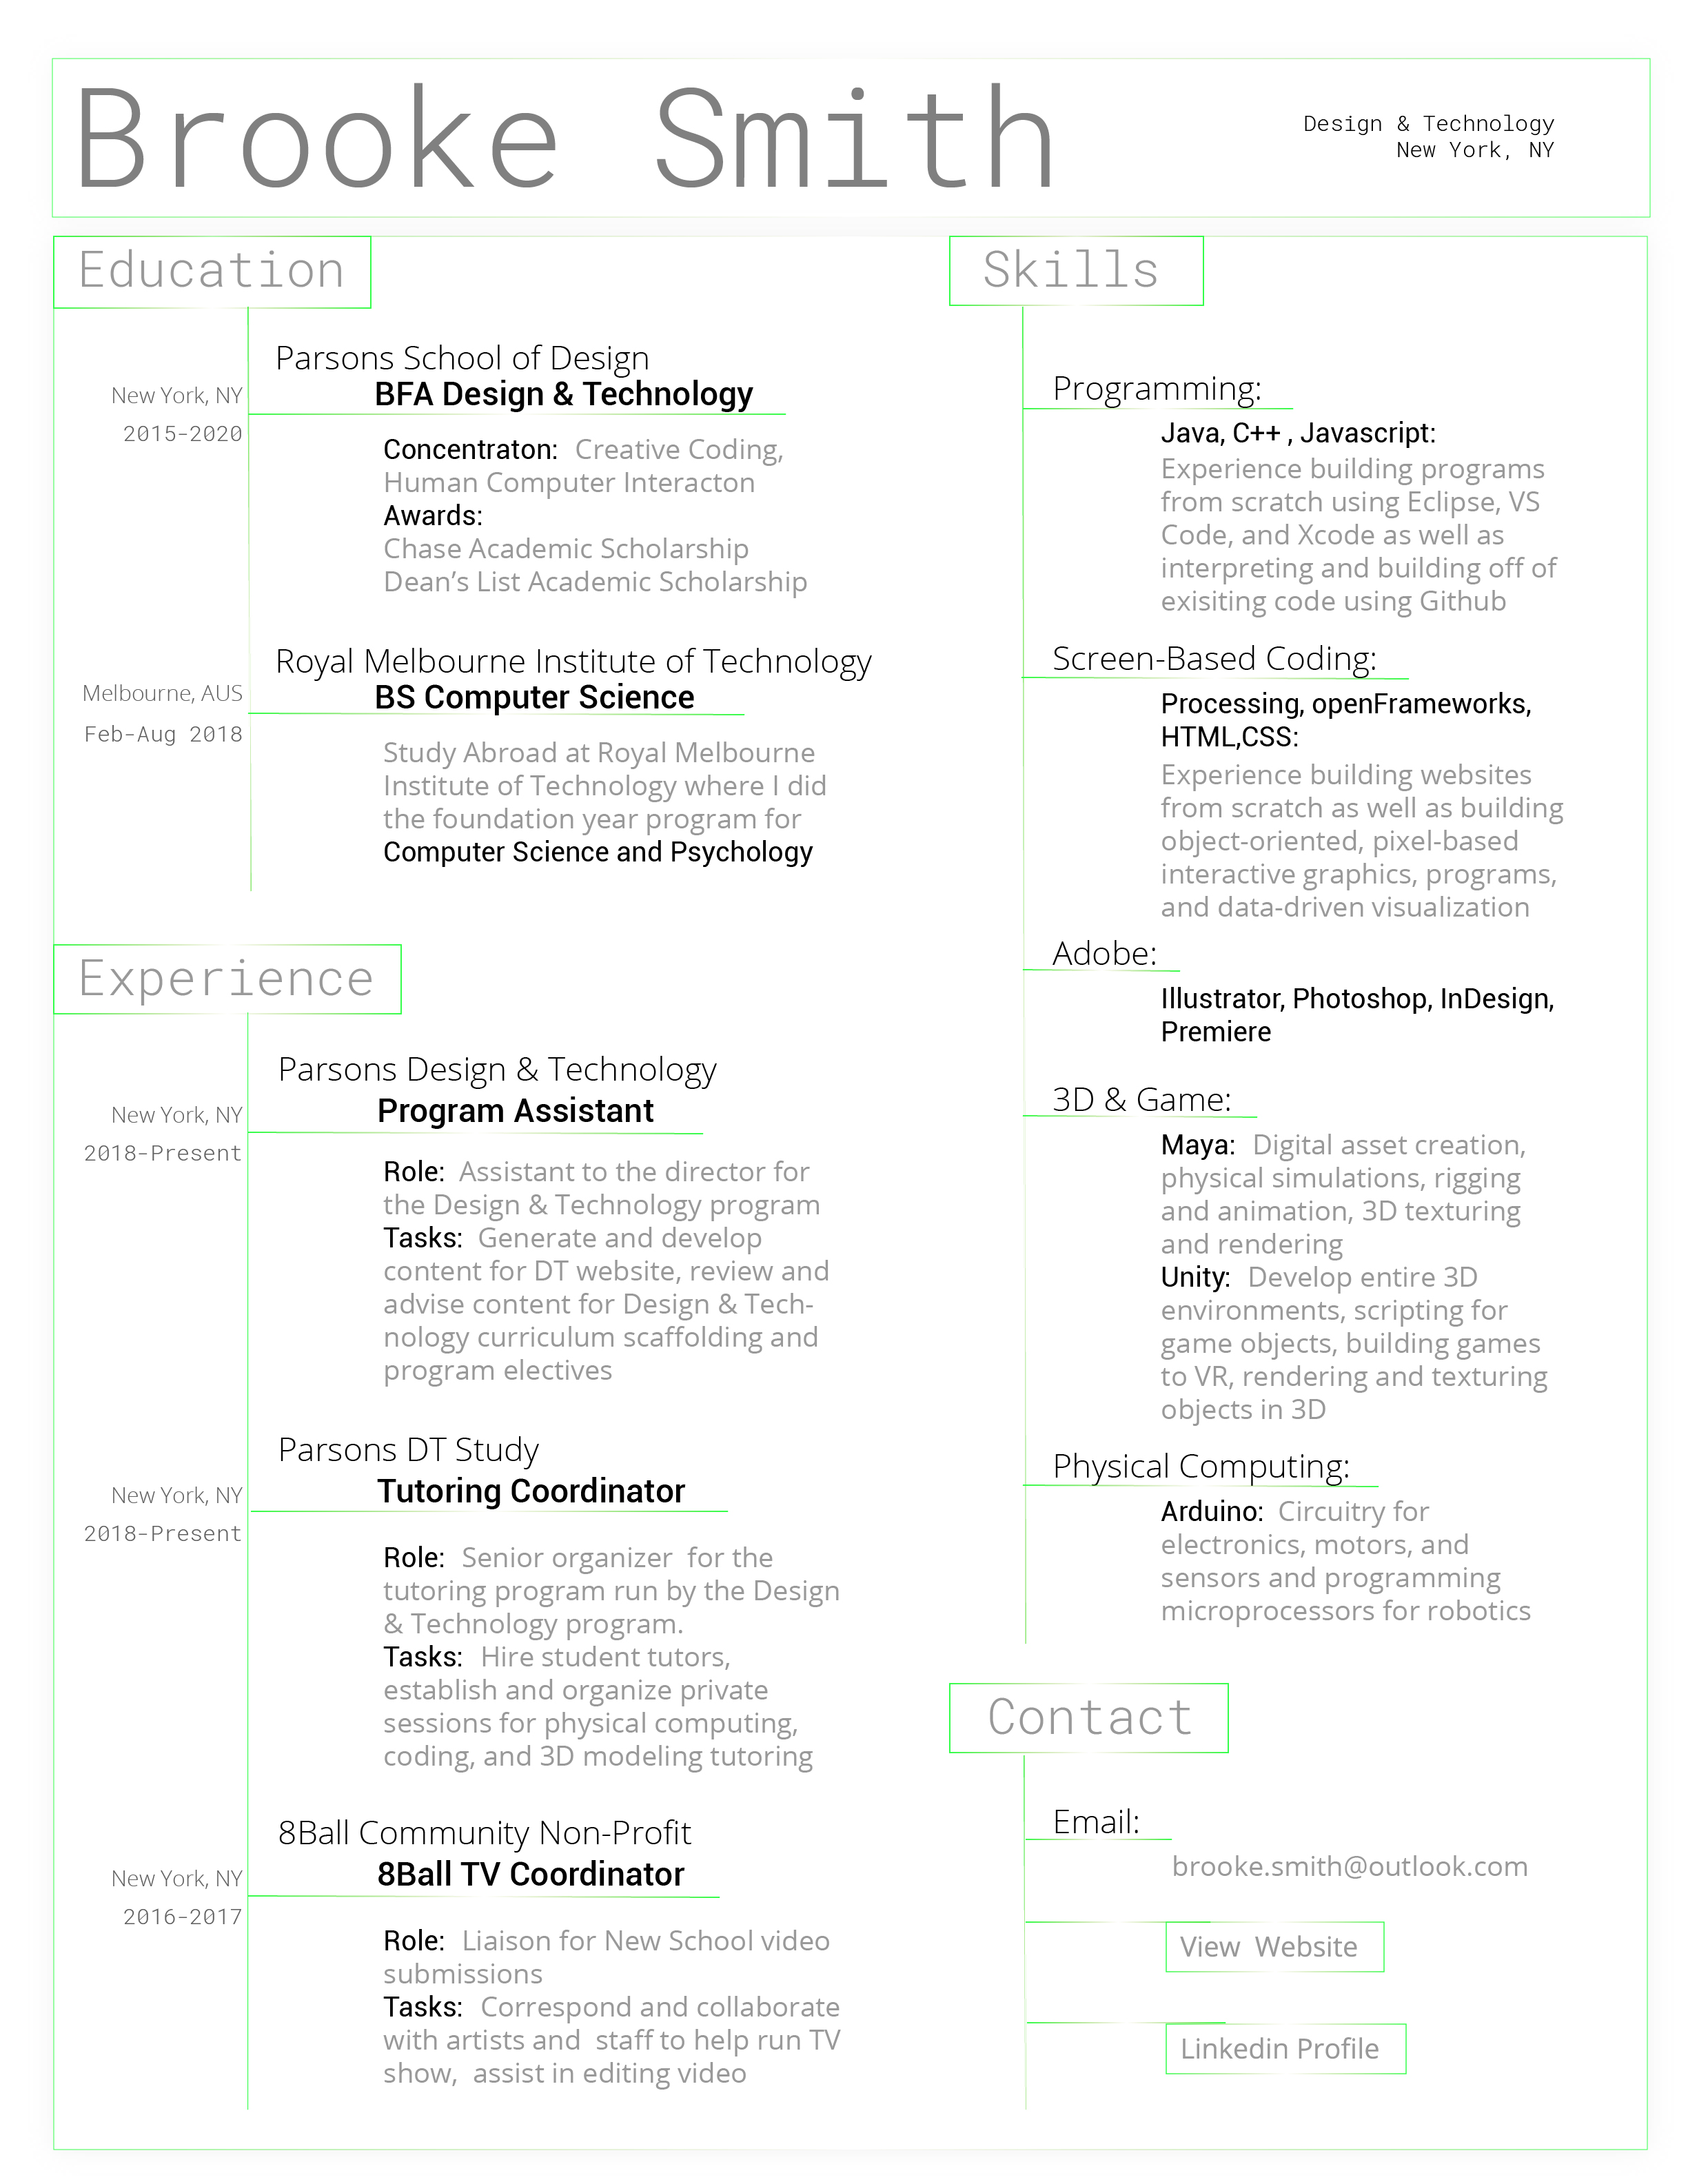 Brooke Smith
Design & Technology
New York, NY
Education
Parsons School of Design
BFA Design & Technology
New York, NY
2015-2020
Concentraton: Creative Coding,
Human Computer Interacton
Awards:
Chase Academic Scholarship
Dean’s List Academic Scholarship
Royal Melbourne Institute of Technology
BS Computer Science
Melbourne, AUS
Feb-Aug 2018
Study Abroad at Royal Melbourne
Institute of Technology where I did
the foundation year program for
Computer Science and Psychology
Experience
Parsons Design & Technology
Program Assistant
New York, NY
2018-Present
Role: Assistant to the director for
the Design & Technology program
Tasks: Generate and develop
content for DT website, review and
advise content for Design & Tech-
nology curriculum scaffolding and
program electives
Parsons DT Study
Tutoring Coordinator
New York, NY
2018-Present
Role: Senior organizer for the
tutoring program run by the Design
& Technology program.
Tasks: Hire student tutors,
establish and organize private
sessions for physical computing,
coding, and 3D modeling tutoring
8Ball Community Non-Profit
8Ball TV Coordinator
New York, NY
2016-2017
Role: Liaison for New School video
submissions
Tasks: Correspond and collaborate
with artists and staff to help run TV
show, assist in editing video
Skills
Programming:
Java, C++ , Javascript:
Experience building programs
from scratch using Eclipse, VS
Code, and Xcode as well as
interpreting and building off of
exisiting code using Github
Screen-Based Coding:
Processing, openFrameworks,
HTML,CSS:
Experience building websites
from scratch as well as building
object-oriented, pixel-based
interactive graphics, programs,
and data-driven visualization
Adobe:
Illustrator, Photoshop, InDesign,
Premiere
3D & Game:
Maya: Digital asset creation,
physical simulations, rigging
and animation, 3D texturing
and rendering
Unity: Develop entire 3D
environments, scripting for
game objects, building games
to VR, rendering and texturing
objects in 3D
Physical Computing:
Arduino: Circuitry for
electronics, motors, and
sensors and programming
microprocessors for robotics
Contact
Email:
brooke.smith@outlook.com
View Website
Linkedin Profile